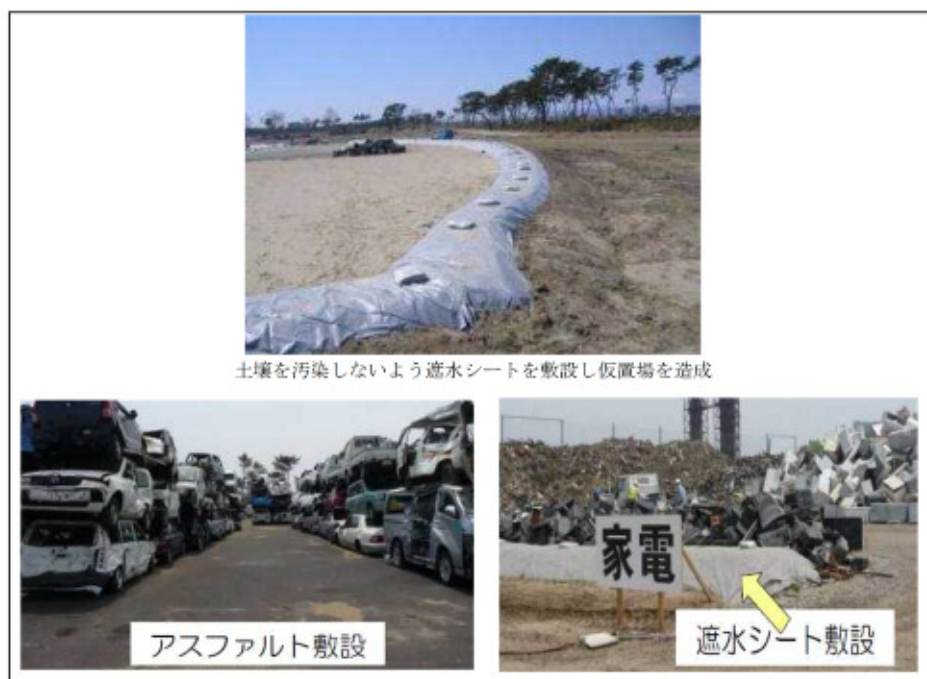 土壌を汚染しないよう遮水シートを敷設し仮置場を造成
アスファルト敷設
家電
遮水シート敷設